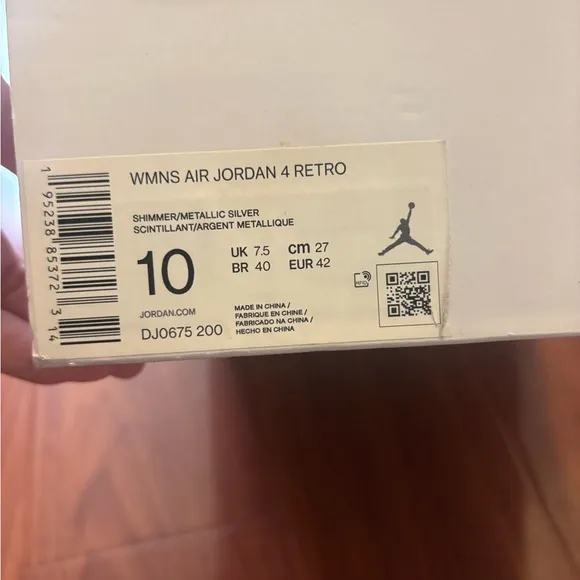 WMNS AIR JORDAN 4 RETRO
SHIMMER/METALLIC SILVER
SCINTILLANT/ARGENT METALLIQUE
10
UK 7.5 cm 27
BR 40 EUR 42
JORDAN.COM
DJ0675 200
MADE IN CHINA /
FABRIQUE EN CHINE /
FABRICADO NA CHINA /
HECHO EN CHINA
RFID
1 95238 85372 3 14